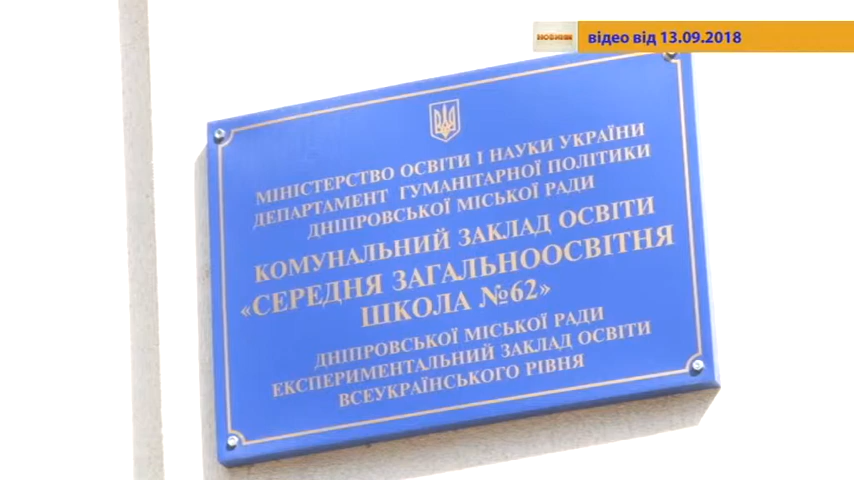 НОВИНИ
відео від 13.09.2018
МІНІСТЕРСТВО ОСВІТИ І НАУКИ УКРАЇНИ
ДЕПАРТАМЕНТ ГУМАНІТАРНОЇ ПОЛІТИКИ
ДНІПРОВСЬКОЇ МІСЬКОЇ РАДИ
КОМУНАЛЬНИЙ ЗАКЛАД ОСВІТИ
«СЕРЕДНЯ ЗАГАЛЬНООСВІТНЯ
ШКОЛА №62»
ДНІПРОВСЬКОЇ МІСЬКОЇ РАДИ
ЕКСПЕРИМЕНТАЛЬНИЙ ЗАКЛАД ОСВІТИ
ВСЕУКРАЇНСЬКОГО РІВНЯ